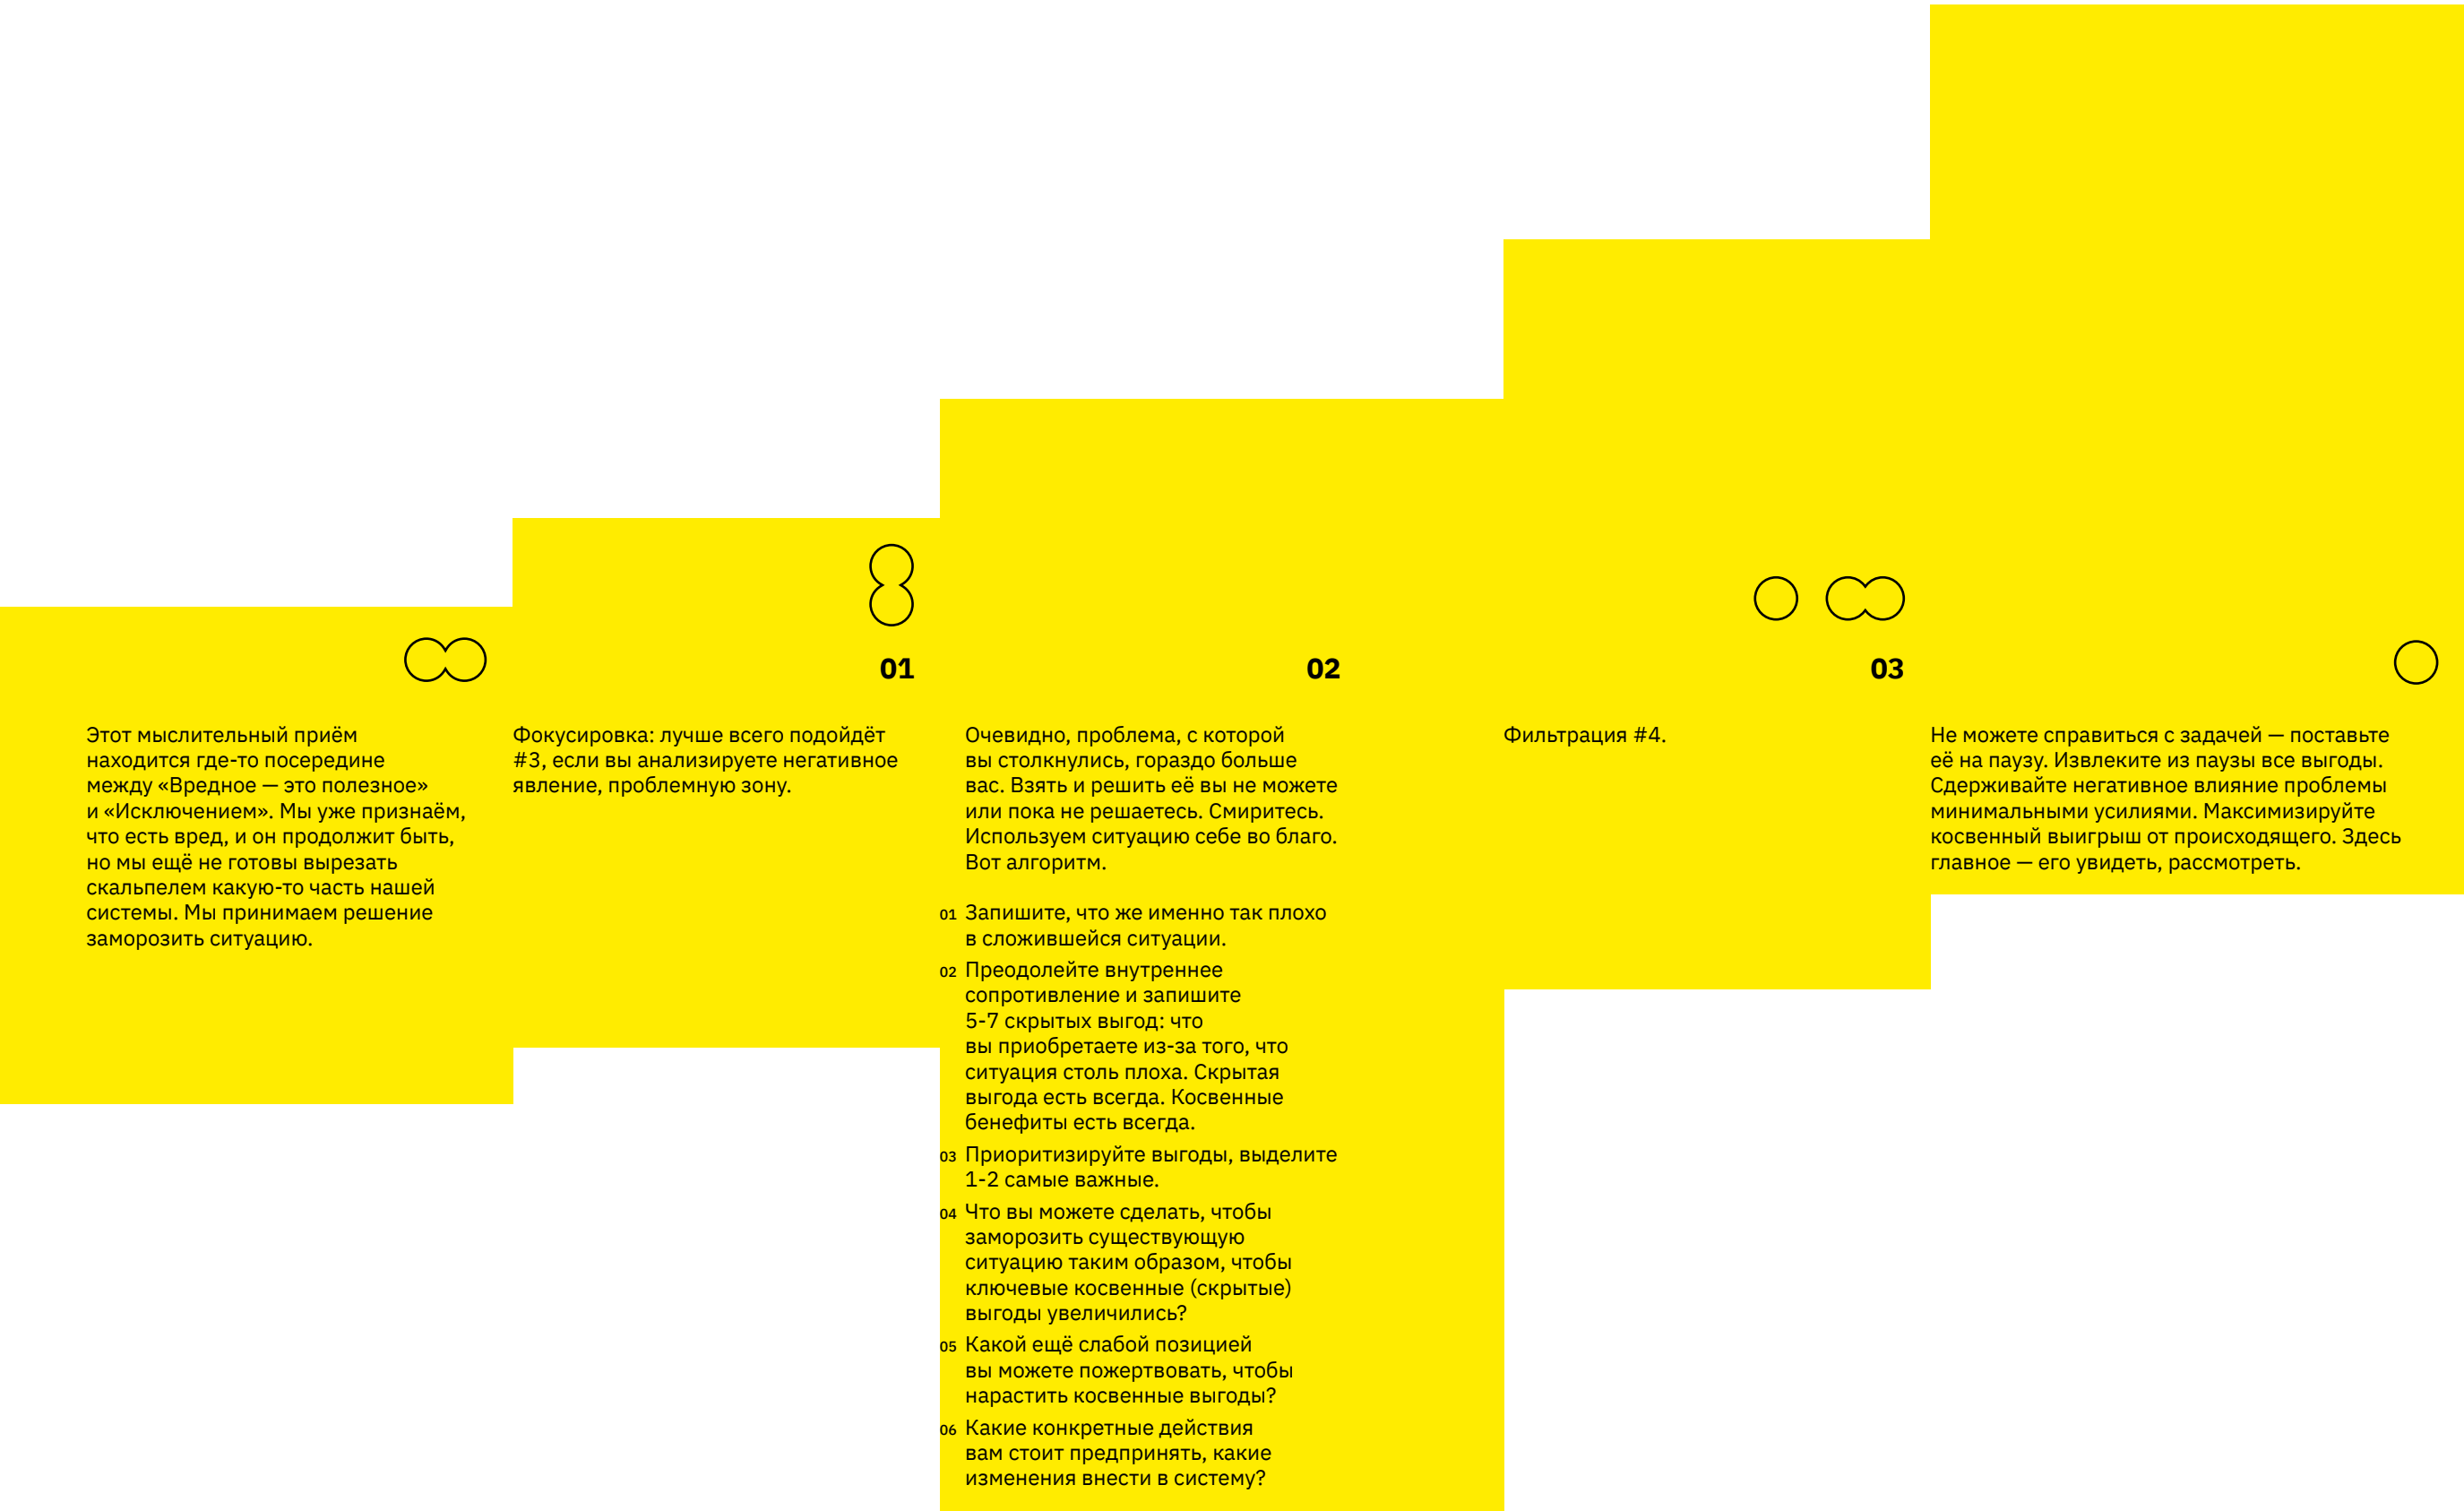 Этот мыслительный приём
находится где-то посередине
между «Вредное — это полезное»
и «Исключением». Мы уже признаём,
что есть вред, и он продолжит быть,
но мы ещё не готовы вырезать
скальпелем какую-то часть нашей
системы. Мы принимаем решение
заморозить ситуацию.
01
Фокусировка: лучше всего подойдёт
#3, если вы анализируете негативное
явление, проблемную зону.
02
Очевидно, проблема, с которой
вы столкнулись, гораздо больше
вас. Взять и решить её вы не можете
или пока не решаетесь. Смиритесь.
Используем ситуацию себе во благо.
Вот алгоритм.
01 Запишите, что же именно так плохо
в сложившейся ситуации.
02 Преодолейте внутреннее
сопротивление и запишите
5-7 скрытых выгод: что
вы приобретаете из-за того, что
ситуация столь плоха. Скрытая
выгода есть всегда. Косвенные
бенефиты есть всегда.
03 Приоритизируйте выгоды, выделите
1-2 самые важные.
04 Что вы можете сделать, чтобы
заморозить существующую
ситуацию таким образом, чтобы
ключевые косвенные (скрытые)
выгоды увеличились?
05 Какой ещё слабой позицией
вы можете пожертвовать, чтобы
нарастить косвенные выгоды?
06 Какие конкретные действия
вам стоит предпринять, какие
изменения внести в систему?
03
Фильтрация #4.
Не можете справиться с задачей — поставьте
её на паузу. Извлеките из паузы все выгоды.
Сдерживайте негативное влияние проблемы
минимальными усилиями. Максимизируйте
косвенный выигрыш от происходящего. Здесь
главное — его увидеть, рассмотреть.